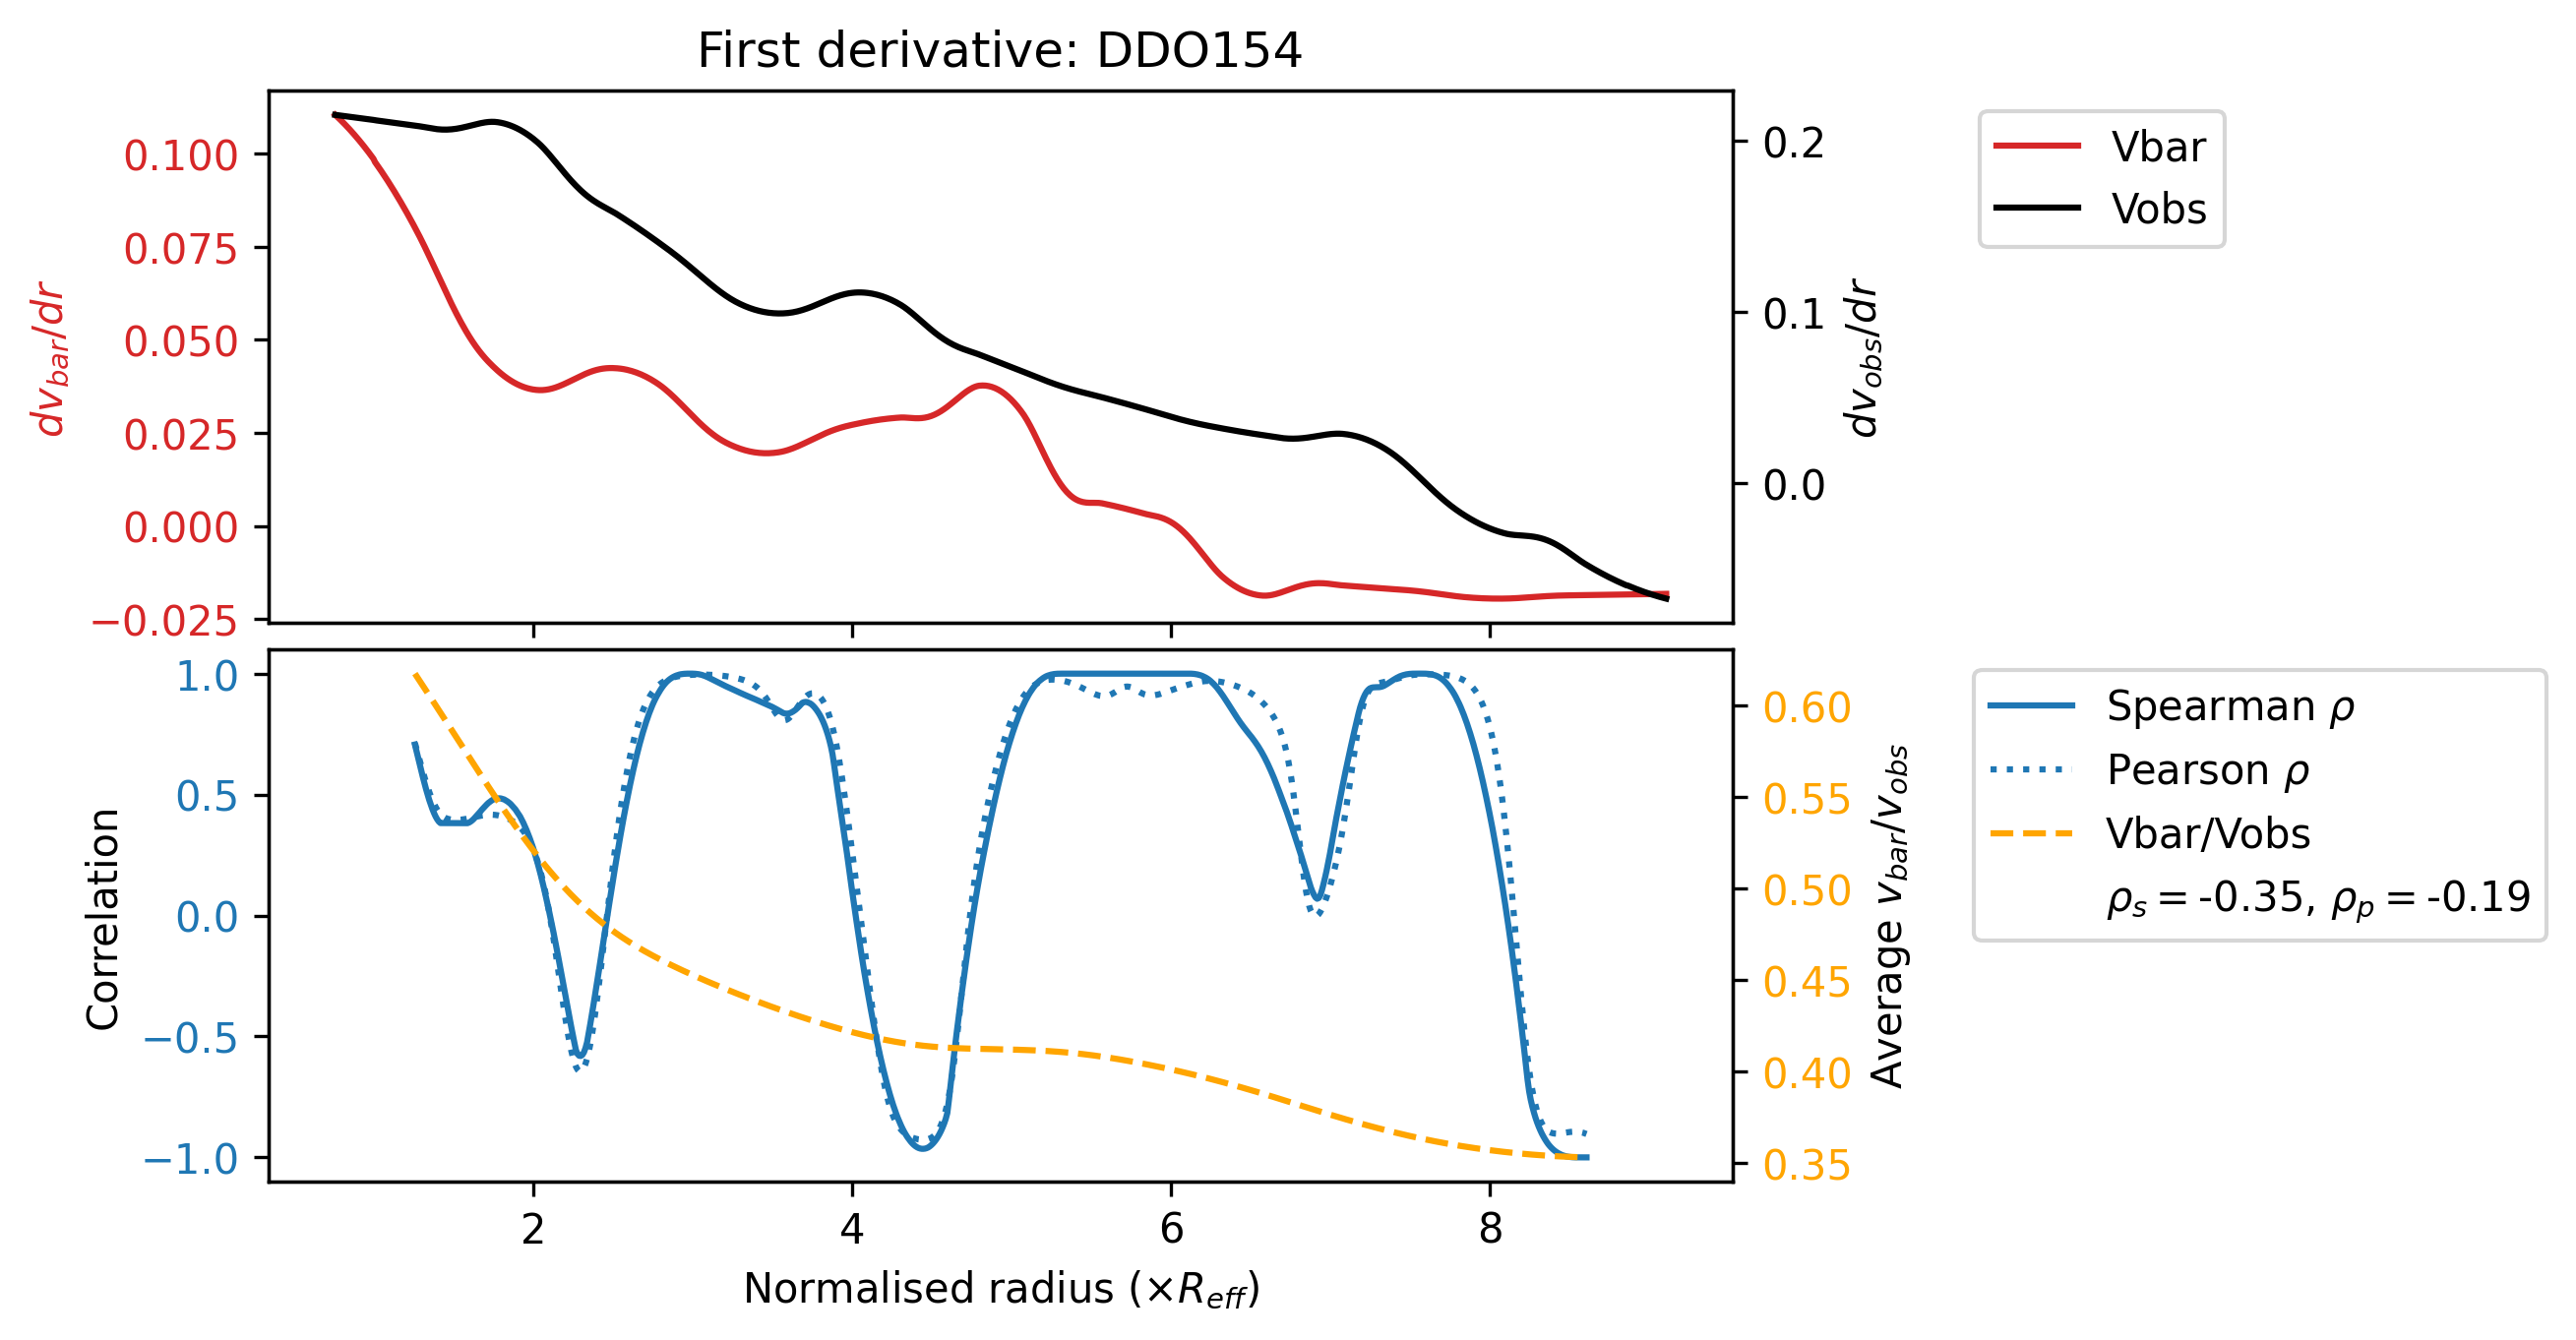 First derivative: DDO154
0.100
0.075
0.050
0.025
0.000
−0.025
dv_bar/dr
0.2
0.1
0.0
dv_obs/dr
Vbar
Vobs
1.0
0.5
0.0
−0.5
−1.0
Correlation
0.60
0.55
0.50
0.45
0.40
0.35
Average v_bar/v_obs
Spearman ρ
Pearson ρ
Vbar/Vobs
ρ_s = -0.35, ρ_p = -0.19
2 4 6 8
Normalised radius (×R_eff)